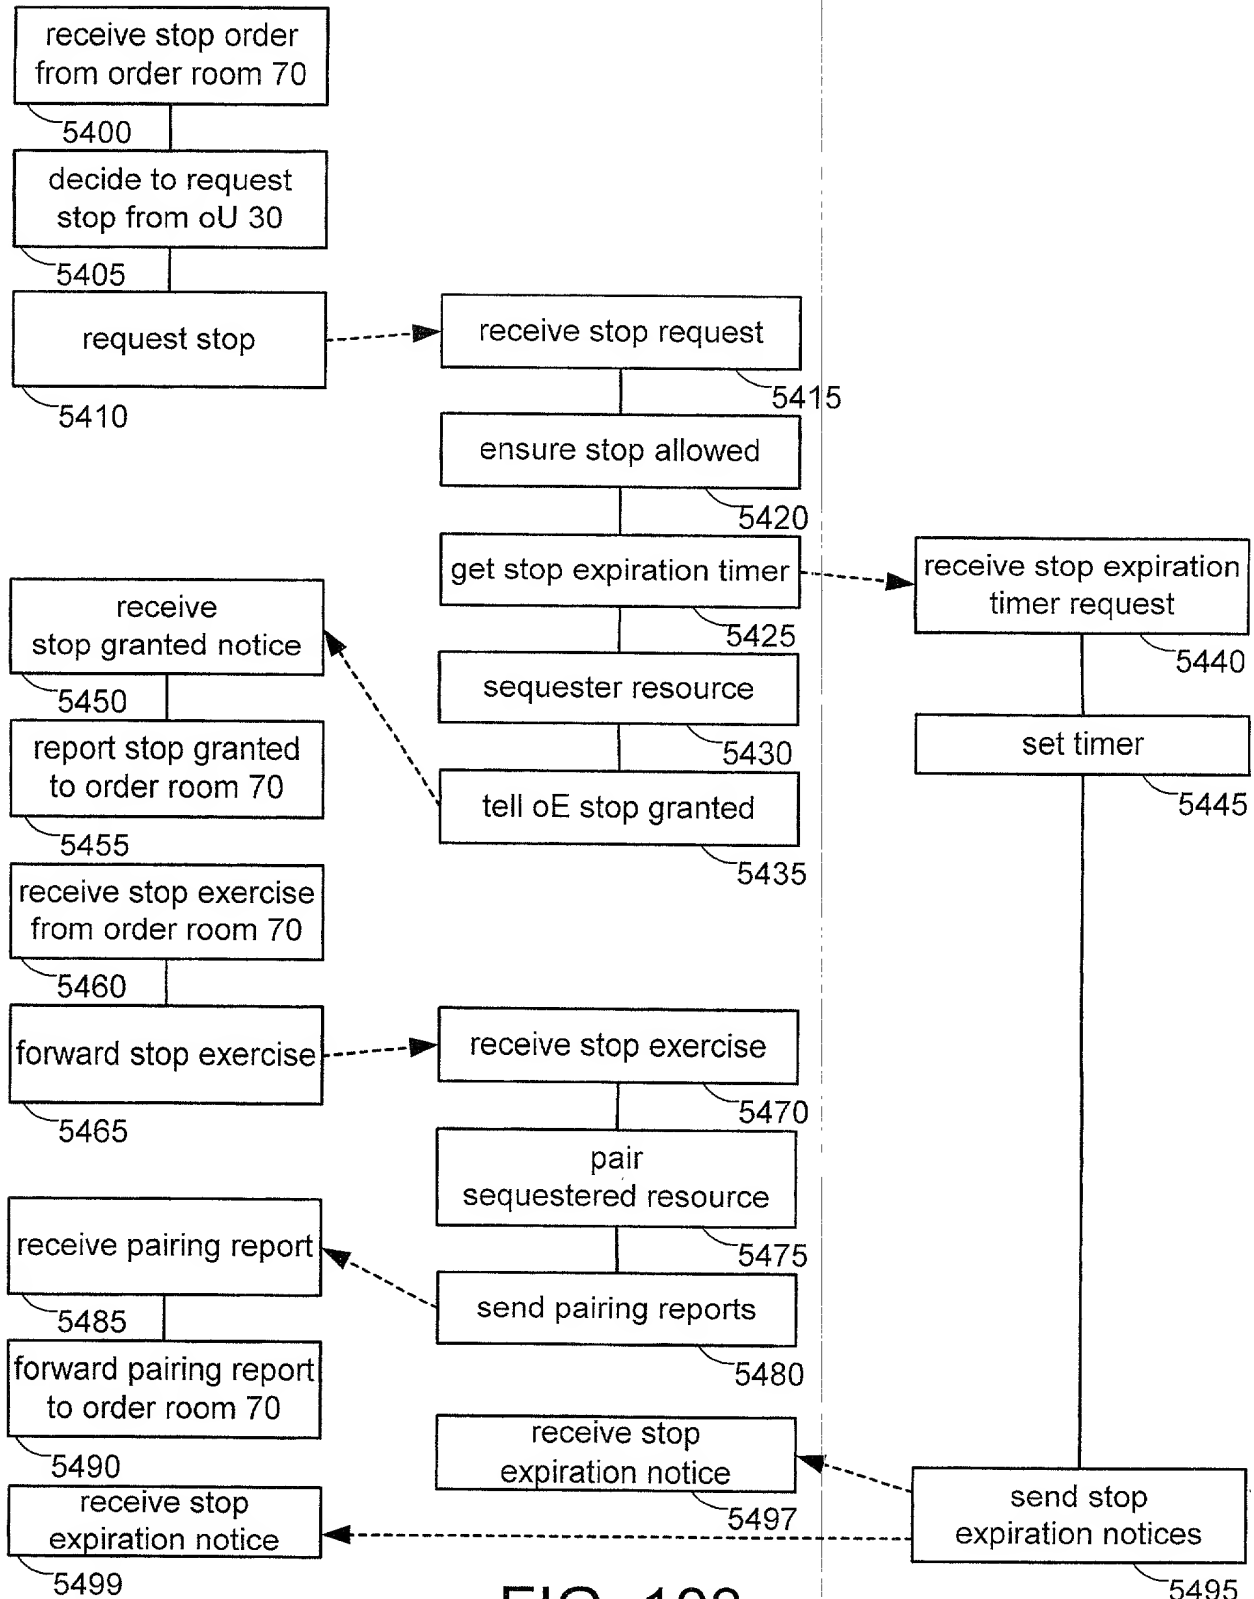 receive stop order
from order room 70
5400
decide to request
stop from oU 30
5405
request stop
5410
receive stop request
5415
ensure stop allowed
5420
get stop expiration timer
5425
receive stop expiration
timer request
5440
sequester resource
5430
set timer
5445
tell oE stop granted
5435
receive
stop granted notice
5450
report stop granted
to order room 70
5455
receive stop exercise
from order room 70
5460
forward stop exercise
5465
receive stop exercise
5470
pair
sequestered resource
5475
send pairing reports
5480
receive pairing report
5485
forward pairing report
to order room 70
5490
receive stop
expiration notice
5497
send stop
expiration notices
5495
receive stop
expiration notice
5499